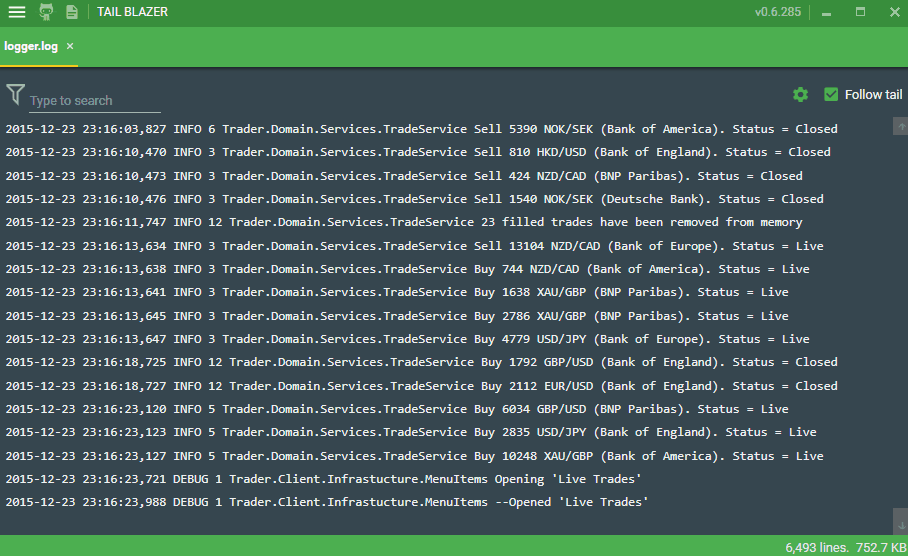 TAIL BLAZER v0.6.285
logger.log
Type to search Follow tail
2015-12-23 23:16:03,827 INFO 6 Trader.Domain.Services.TradeService Sell 5390 NOK/SEK (Bank of America). Status = Closed
2015-12-23 23:16:10,470 INFO 3 Trader.Domain.Services.TradeService Sell 810 HKD/USD (Bank of England). Status = Closed
2015-12-23 23:16:10,473 INFO 3 Trader.Domain.Services.TradeService Sell 424 NZD/CAD (BNP Paribas). Status = Closed
2015-12-23 23:16:10,476 INFO 3 Trader.Domain.Services.TradeService Sell 1540 NOK/SEK (Deutsche Bank). Status = Closed
2015-12-23 23:16:11,747 INFO 12 Trader.Domain.Services.TradeService 23 filled trades have been removed from memory
2015-12-23 23:16:13,634 INFO 3 Trader.Domain.Services.TradeService Sell 13104 NZD/CAD (Bank of Europe). Status = Live
2015-12-23 23:16:13,638 INFO 3 Trader.Domain.Services.TradeService Buy 744 NZD/CAD (Bank of America). Status = Live
2015-12-23 23:16:13,641 INFO 3 Trader.Domain.Services.TradeService Buy 1638 XAU/GBP (BNP Paribas). Status = Live
2015-12-23 23:16:13,645 INFO 3 Trader.Domain.Services.TradeService Buy 2786 XAU/GBP (BNP Paribas). Status = Live
2015-12-23 23:16:13,647 INFO 3 Trader.Domain.Services.TradeService Buy 4779 USD/JPY (Bank of Europe). Status = Live
2015-12-23 23:16:18,725 INFO 12 Trader.Domain.Services.TradeService Buy 1792 GBP/USD (Bank of England). Status = Closed
2015-12-23 23:16:18,727 INFO 12 Trader.Domain.Services.TradeService Buy 2112 EUR/USD (Bank of England). Status = Closed
2015-12-23 23:16:23,120 INFO 5 Trader.Domain.Services.TradeService Buy 6034 GBP/USD (BNP Paribas). Status = Live
2015-12-23 23:16:23,123 INFO 5 Trader.Domain.Services.TradeService Buy 2835 USD/JPY (Bank of England). Status = Live
2015-12-23 23:16:23,127 INFO 5 Trader.Domain.Services.TradeService Buy 10248 XAU/GBP (Bank of America). Status = Live
2015-12-23 23:16:23,721 DEBUG 1 Trader.Client.Infrastucture.MenuItems Opening 'Live Trades'
2015-12-23 23:16:23,988 DEBUG 1 Trader.Client.Infrastucture.MenuItems --Opened 'Live Trades'
6,493 lines. 752.7 KB